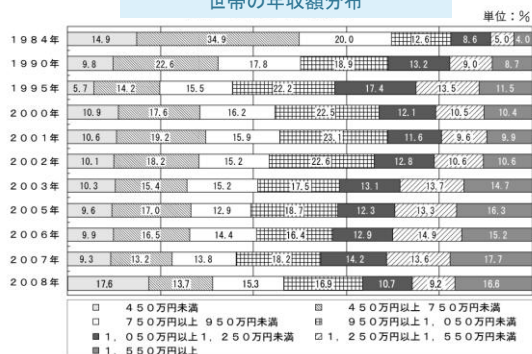 世帯の年収額分布
単位：％
１９８４年 14.9 34.9 20.0 12.6 8.6 5.0 4.0
１９９０年 9.8 22.6 17.8 18.9 13.2 9.0 8.7
１９９５年 5.7 14.2 15.5 22.2 17.4 13.5 11.5
２０００年 10.9 17.6 16.2 22.5 12.1 10.5 10.4
２００１年 10.6 19.2 15.9 23.1 11.6 9.6 9.9
２００２年 10.1 18.2 15.2 22.6 12.8 10.6 10.6
２００３年 10.3 15.4 15.2 17.5 13.1 13.7 14.7
２００５年 9.6 17.0 12.9 18.7 12.3 13.3 16.3
２００６年 9.9 16.5 14.4 16.4 12.9 14.9 15.2
２００７年 9.3 13.2 13.8 18.2 14.2 13.6 17.7
２００８年 17.6 13.7 15.3 16.9 10.7 9.2 16.6
４５０万円未満 ４５０万円以上 ７５０万円未満
７５０万円以上 ９５０万円未満 ９５０万円以上１，０５０万円未満
１，０５０万円以上１，２５０万円未満 １，２５０万円以上１，５５０万円未満
１，５５０万円以上